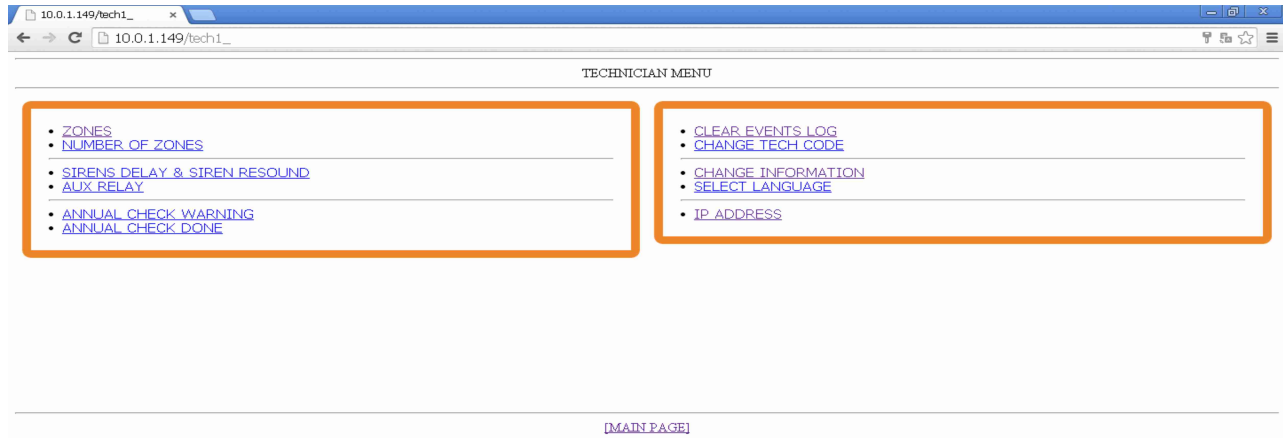 10.0.1.149/tech1_
10.0.1.149/tech1_
TECHNICIAN MENU
ZONES
NUMBER OF ZONES
SIRENS DELAY & SIREN RESOUND
AUX RELAY
ANNUAL CHECK WARNING
ANNUAL CHECK DONE
CLEAR EVENTS LOG
CHANGE TECH CODE
CHANGE INFORMATION
SELECT LANGUAGE
IP ADDRESS
[MAIN PAGE]